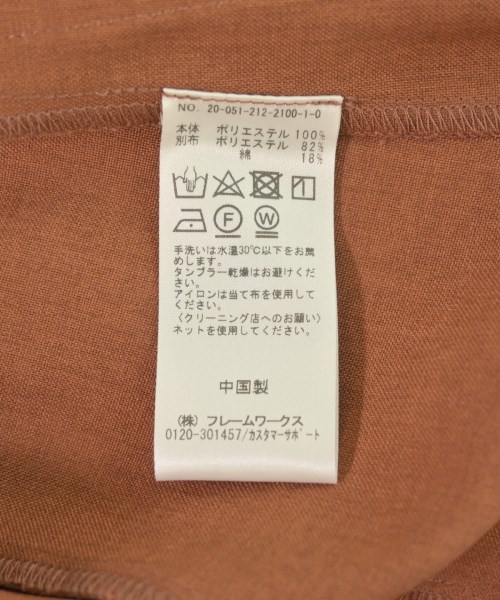 NO. 20-051-212-2100-1-0
本体 ポリエステル 100%
別布 ポリエステル 82%
綿 18%
F W
手洗いは水温30℃以下をお薦
めします。
タンブラー乾燥はお避けくだ
さい。
アイロンは当て布を使用して
ください。
〈クリーニング店へのお願い〉
ネットを使用してください。
中国製
(株) フレームワークス
0120-301457/カスタマーサポート